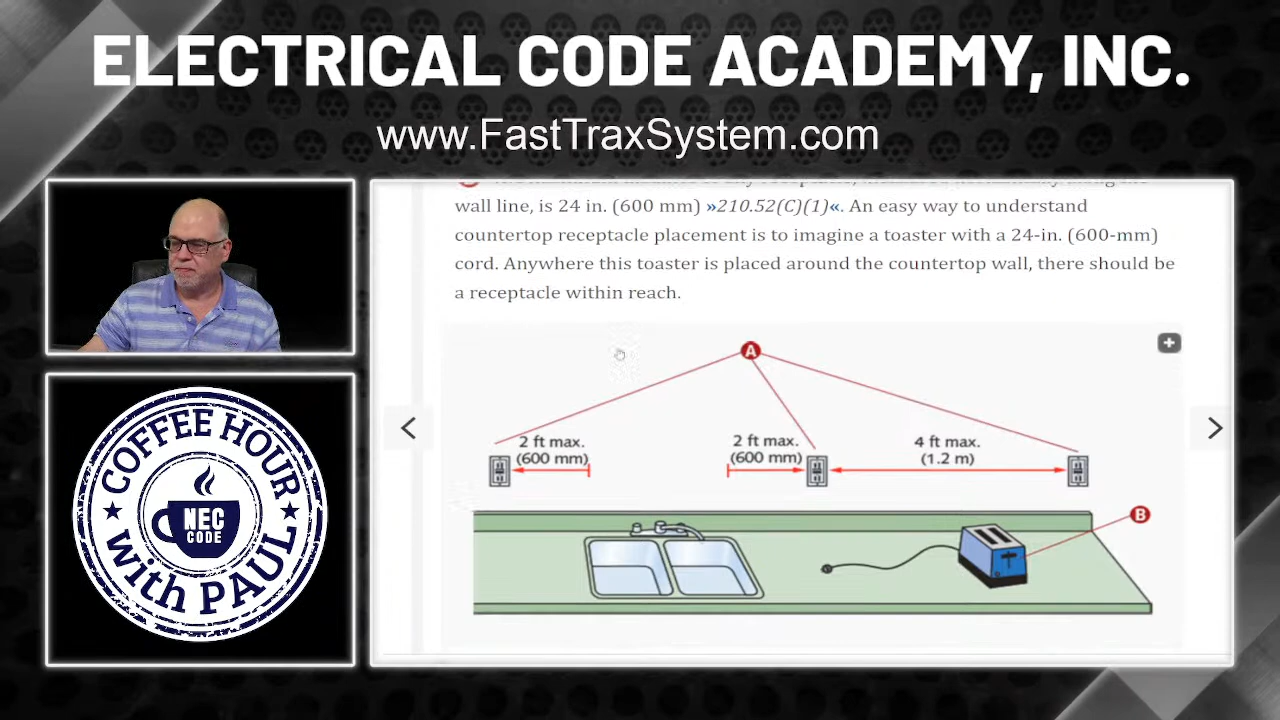 ELECTRICAL CODE ACADEMY, INC.
www.FastTraxSystem.com
wall line, is 24 in. (600 mm) »210.52(C)(1)«. An easy way to understand
countertop receptacle placement is to imagine a toaster with a 24-in. (600-mm)
cord. Anywhere this toaster is placed around the countertop wall, there should be
a receptacle within reach.
A
2 ft max.
(600 mm)
2 ft max.
(600 mm)
4 ft max.
(1.2 m)
B
COFFEE HOUR
NEC
CODE
with PAUL